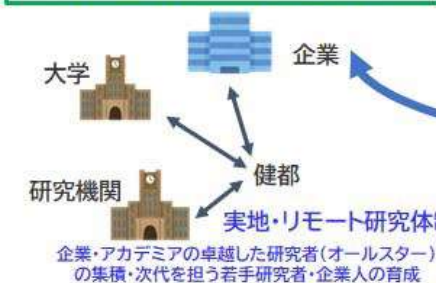 企業
大学
健都
研究機関
実地・リモート研究体制
企業・アカデミアの卓越した研究者(オールスター)
の集積・次代を担う若手研究者・企業人の育成